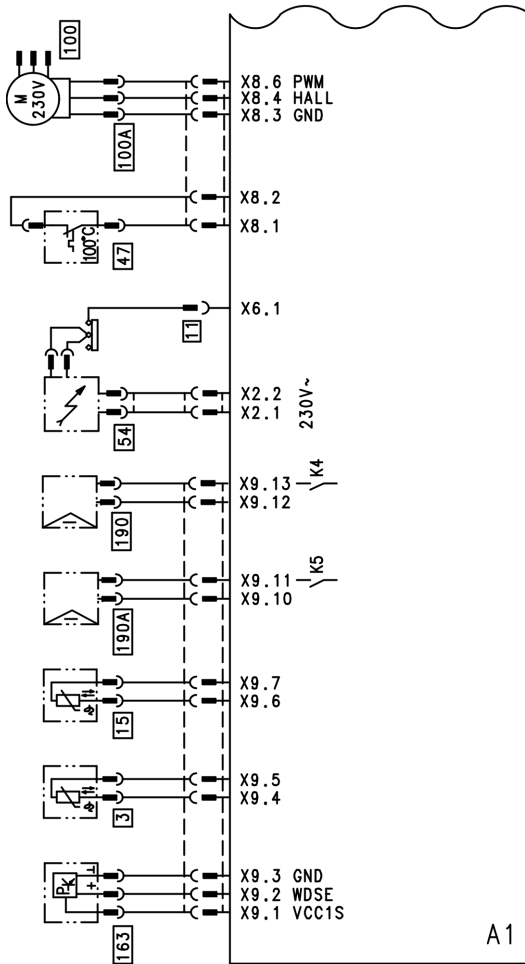 100
M
230V
100A
X8.6 PWM
X8.4 HALL
X8.3 GND
X8.2
X8.1
100°C
47
X6.1
11
X2.2
X2.1
230V~
54
X9.13
K4
X9.12
190
X9.11
K5
X9.10
190A
X9.7
X9.6
15
X9.5
X9.4
3
X9.3 GND
X9.2 WDSE
X9.1 VCC1S
163
A1